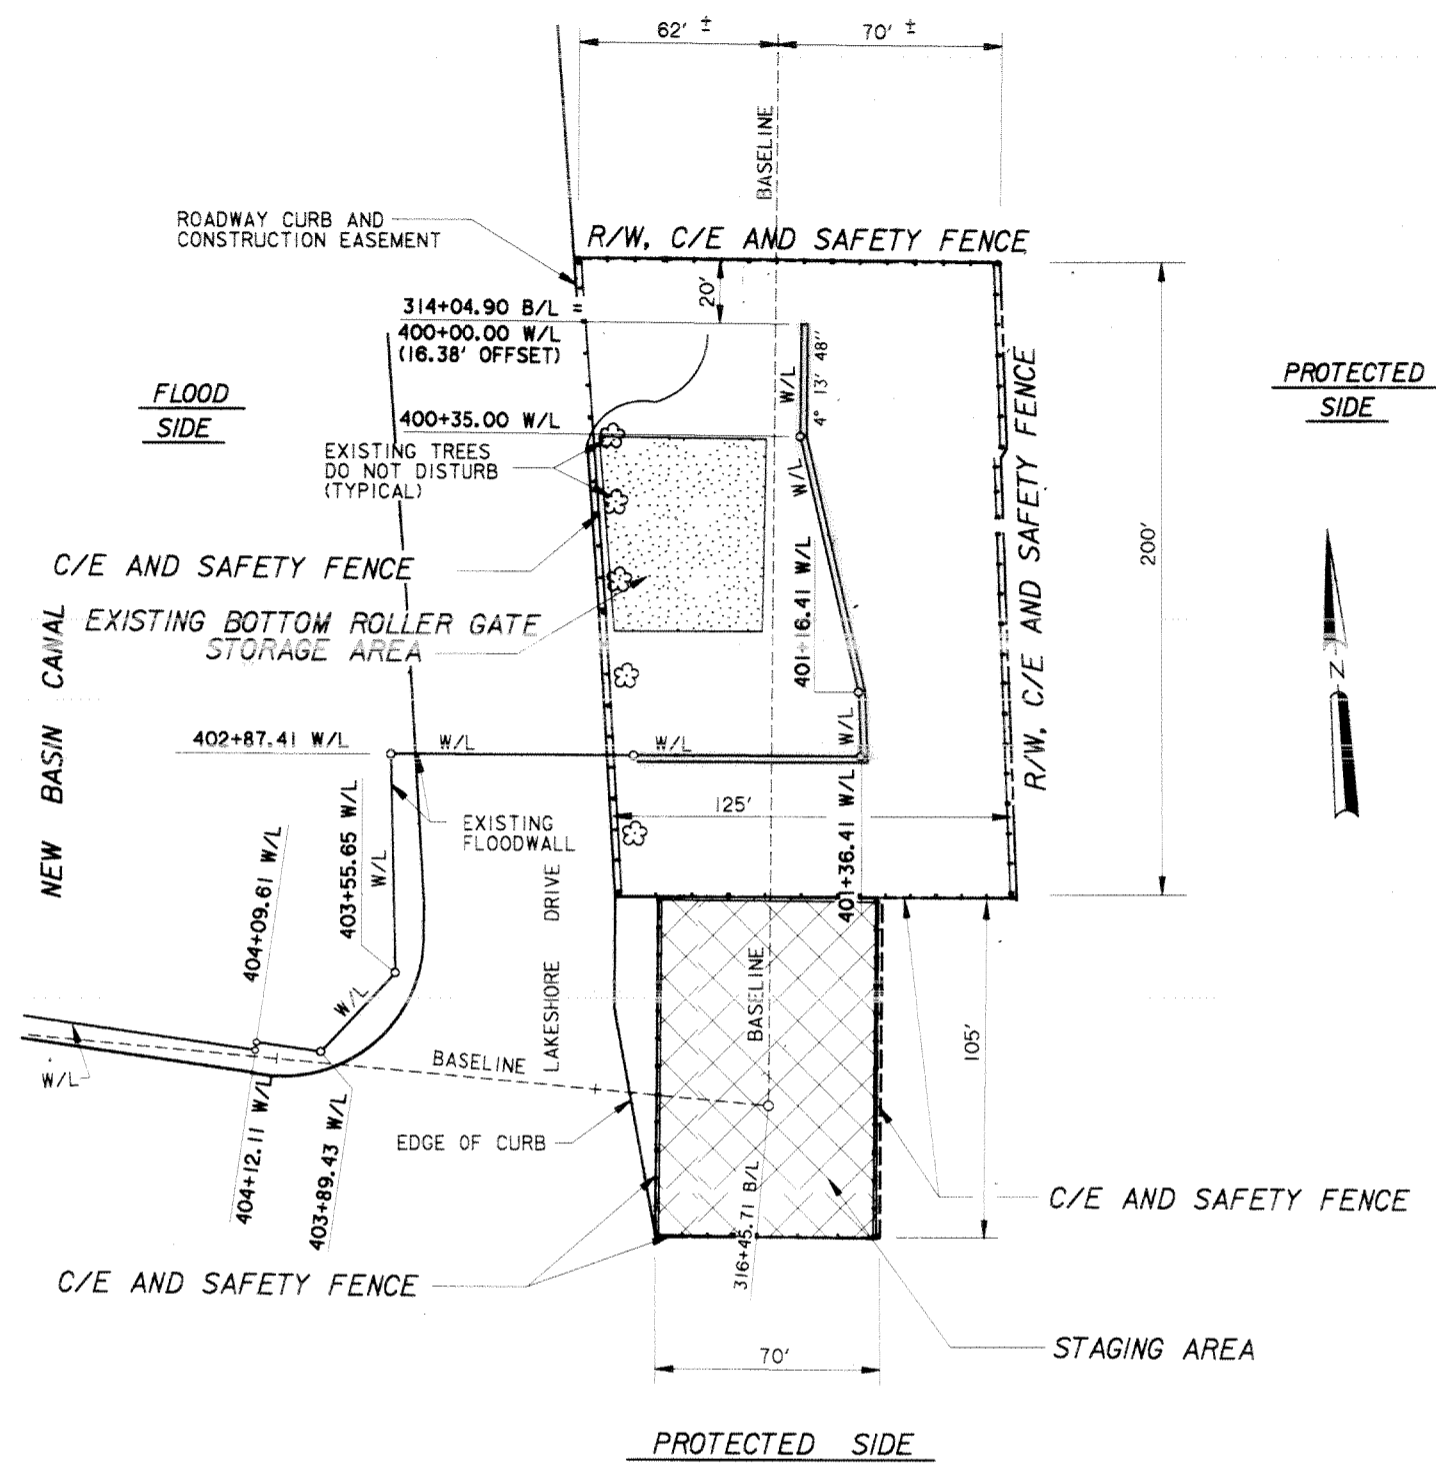 62' ±
70' ±
BASELINE
ROADWAY CURB AND
CONSTRUCTION EASEMENT
R/W, C/E AND SAFETY FENCE
20'
314+04.90 B/L =
400+00.00 W/L
(16.38' OFFSET)
W/L
4° 13' 48"
FLOOD
SIDE
PROTECTED
SIDE
400+35.00 W/L
EXISTING TREES
DO NOT DISTURB
(TYPICAL)
W/L
R/W, C/E AND SAFETY FENCE
200'
C/E AND SAFETY FENCE
EXISTING BOTTOM ROLLER GATE
STORAGE AREA
401+16.41 W/L
N
NEW BASIN CANAL
402+87.41 W/L
W/L
W/L
W/L
125'
401+36.41 W/L
EXISTING
FLOODWALL
403+55.65 W/L
W/L
404+09.61 W/L
LAKESHORE DRIVE
BASELINE
W/L
105'
BASELINE
W/L
404+12.11 W/L
403+89.43 W/L
EDGE OF CURB
316+45.71 B/L
C/E AND SAFETY FENCE
C/E AND SAFETY FENCE
STAGING AREA
70'
PROTECTED SIDE